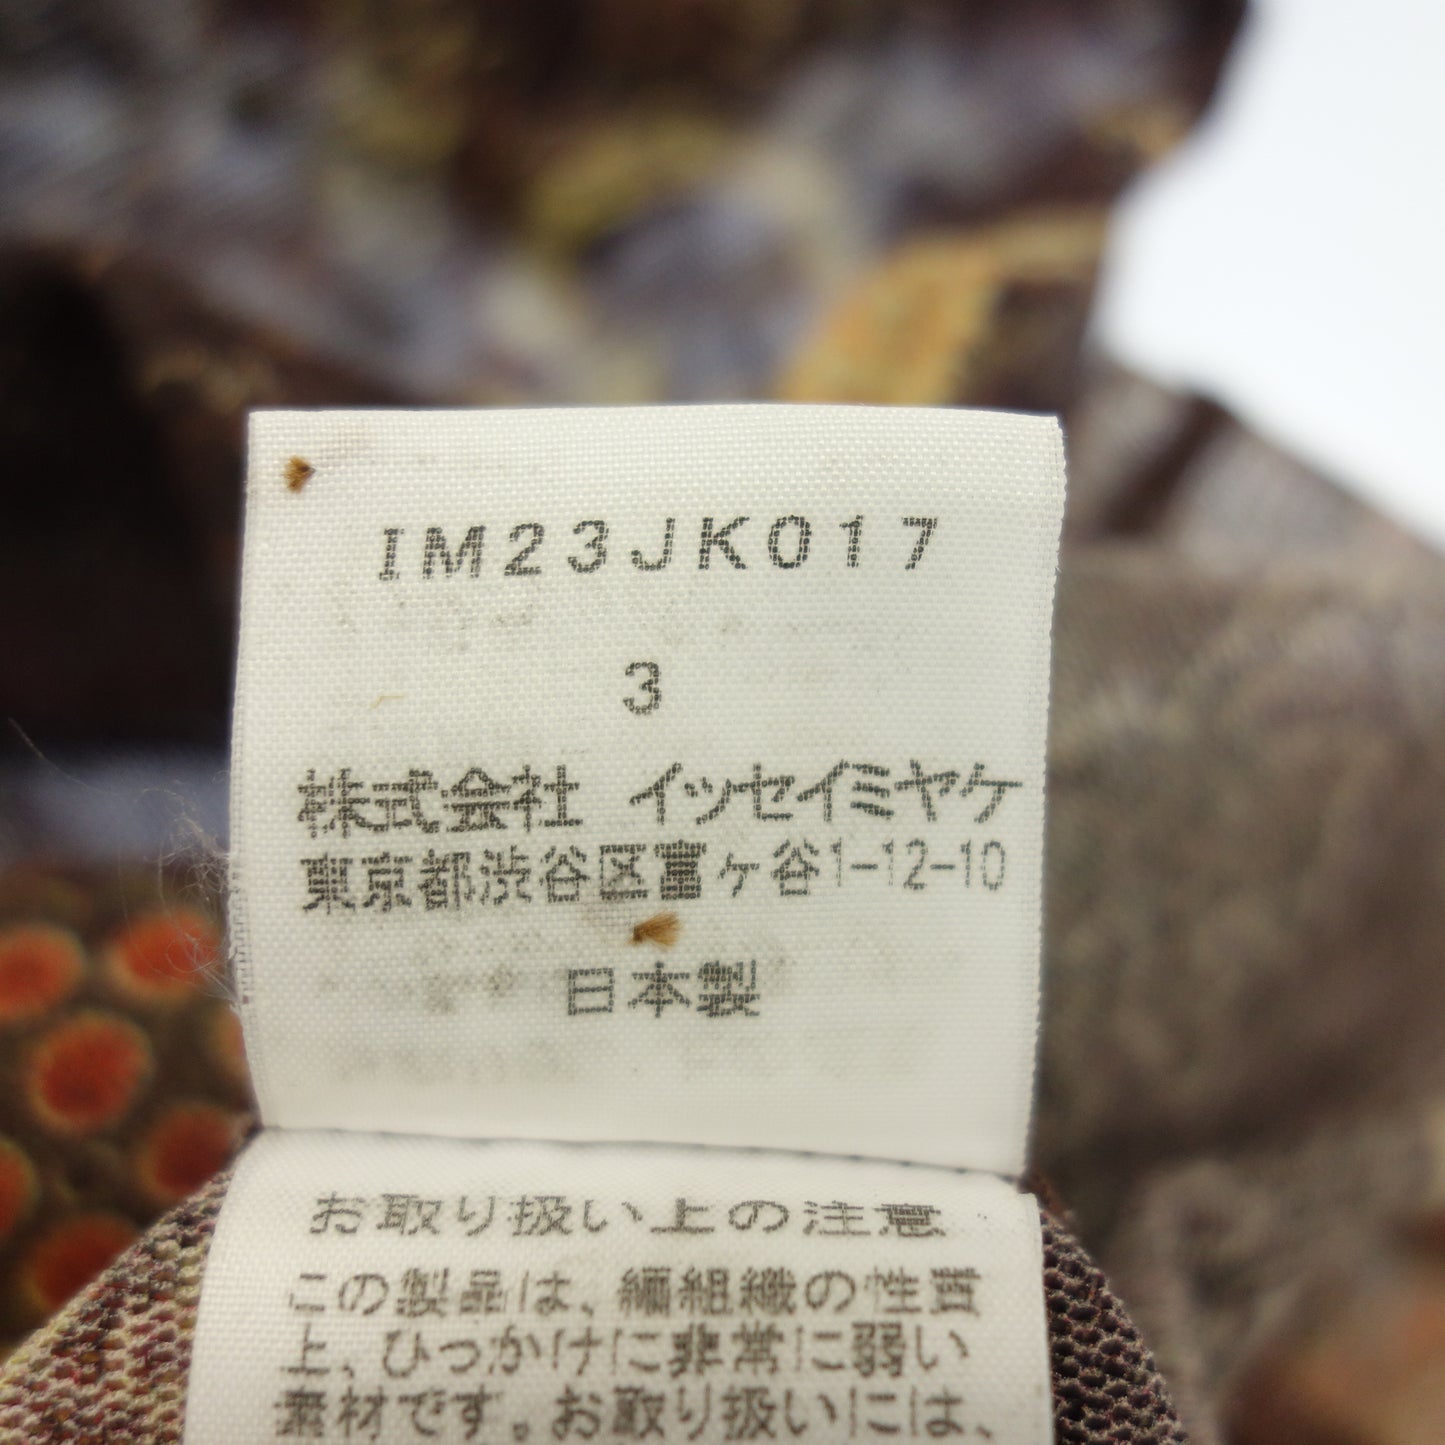 IM23JK017
3
株式会社 イッセイミヤケ
東京都渋谷区富ヶ谷1-12-10
日本製
お取り扱い上の注意
この製品は、編組織の性質
上、ひっかけに非常に弱い
素材です。お取り扱いには、